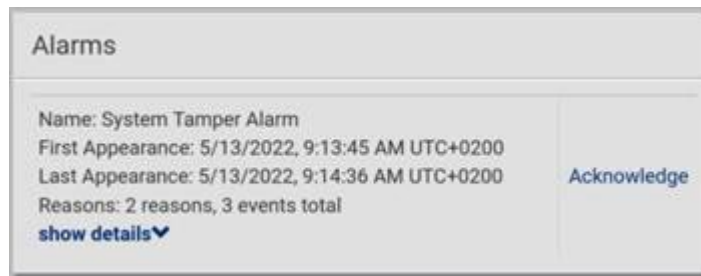 Alarms
Name: System Tamper Alarm
First Appearance: 5/13/2022, 9:13:45 AM UTC+0200
Last Appearance: 5/13/2022, 9:14:36 AM UTC+0200
Acknowledge
Reasons: 2 reasons, 3 events total
show details